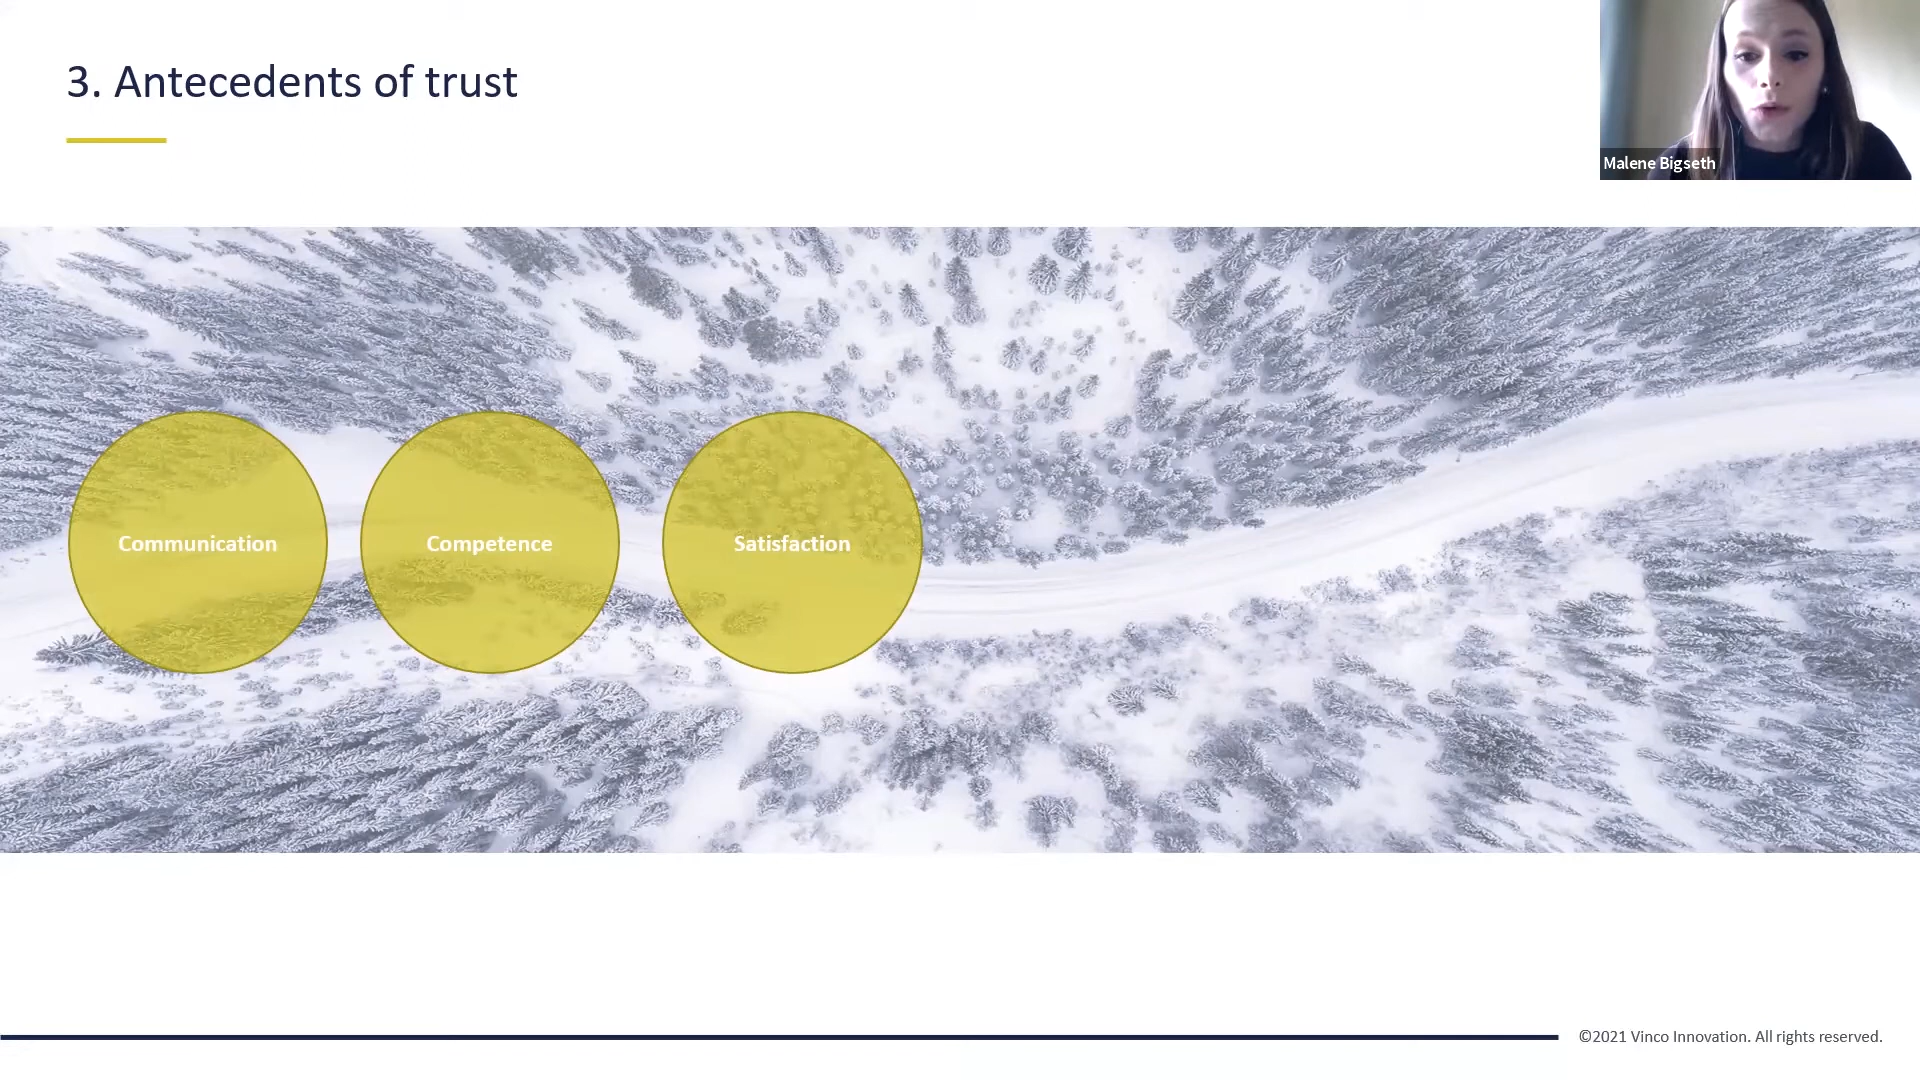 3. Antecedents of trust
Malene Bigseth
Communication
Competence
Satisfaction
©2021 Vinco Innovation. All rights reserved.